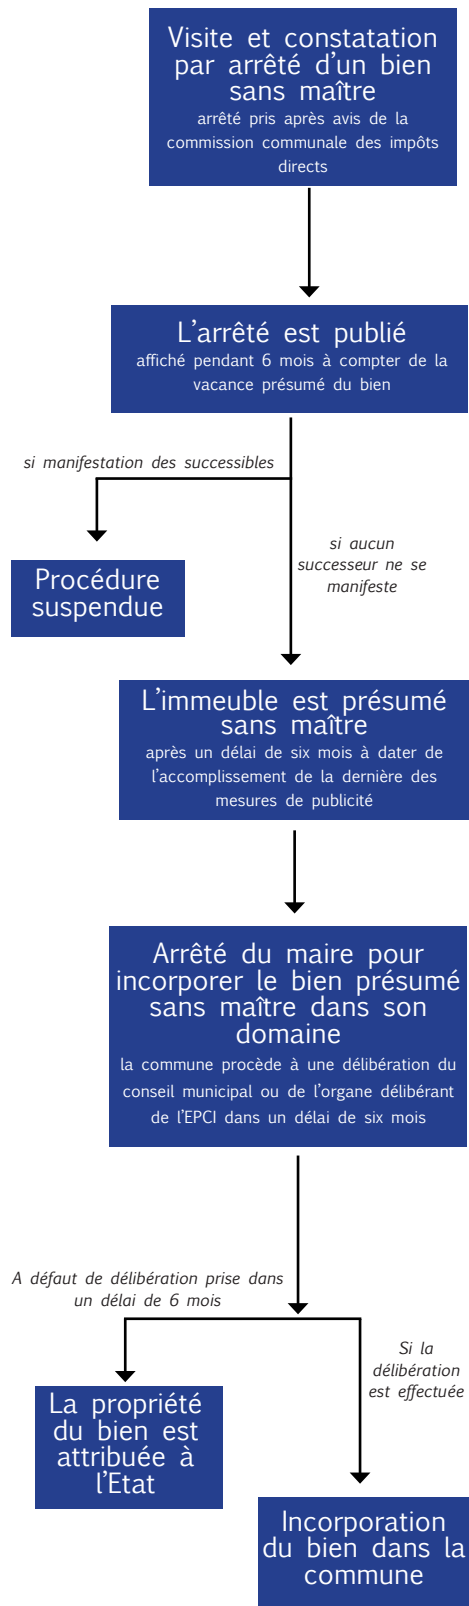 Visite et constatation
par arrêté d'un bien
sans maître
arrêté pris après avis de la
commission communale des impôts
directs
L'arrêté est publié
affiché pendant 6 mois à compter de la
vacance présumé du bien
si manifestation des successibles
si aucun
successeur ne se
manifeste
Procédure
suspendue
L'immeuble est présumé
sans maître
après un délai de six mois à dater de
l'accomplissement de la dernière des
mesures de publicité
Arrêté du maire pour
incorporer le bien présumé
sans maître dans son
domaine
la commune procède à une délibération du
conseil municipal ou de l'organe délibérant
de l'EPCI dans un délai de six mois
A défaut de délibération prise dans
un délai de 6 mois
Si la
délibération
est effectuée
La propriété
du bien est
attribuée à
l'Etat
Incorporation
du bien dans la
commune